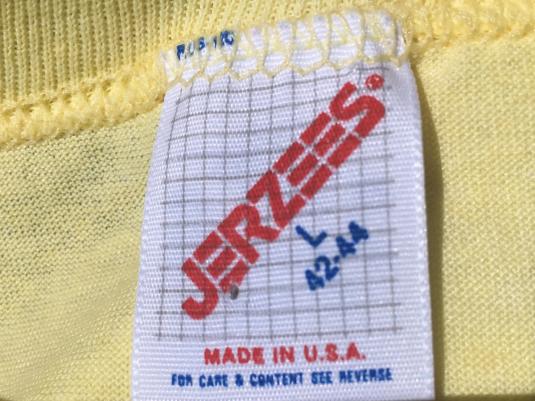 JERZEES®
L
42-44
MADE IN U.S.A.
FOR CARE & CONTENT SEE REVERSE